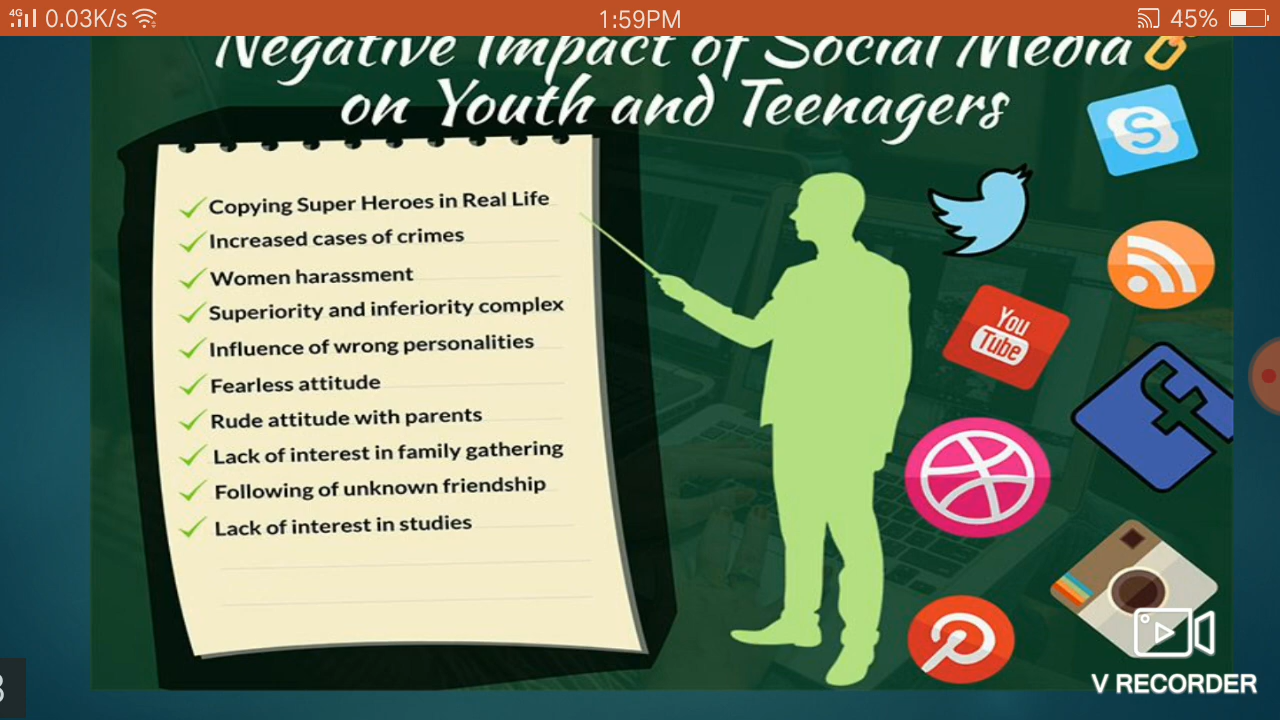 4G 0.03K/s 1:59PM 45%
Negative Impact of Social Media
on Youth and Teenagers
Copying Super Heroes in Real Life
Increased cases of crimes
Women harassment
Superiority and inferiority complex
Influence of wrong personalities
Fearless attitude
Rude attitude with parents
Lack of interest in family gathering
Following of unknown friendship
Lack of interest in studies
S
You
Tube
f
V RECORDER